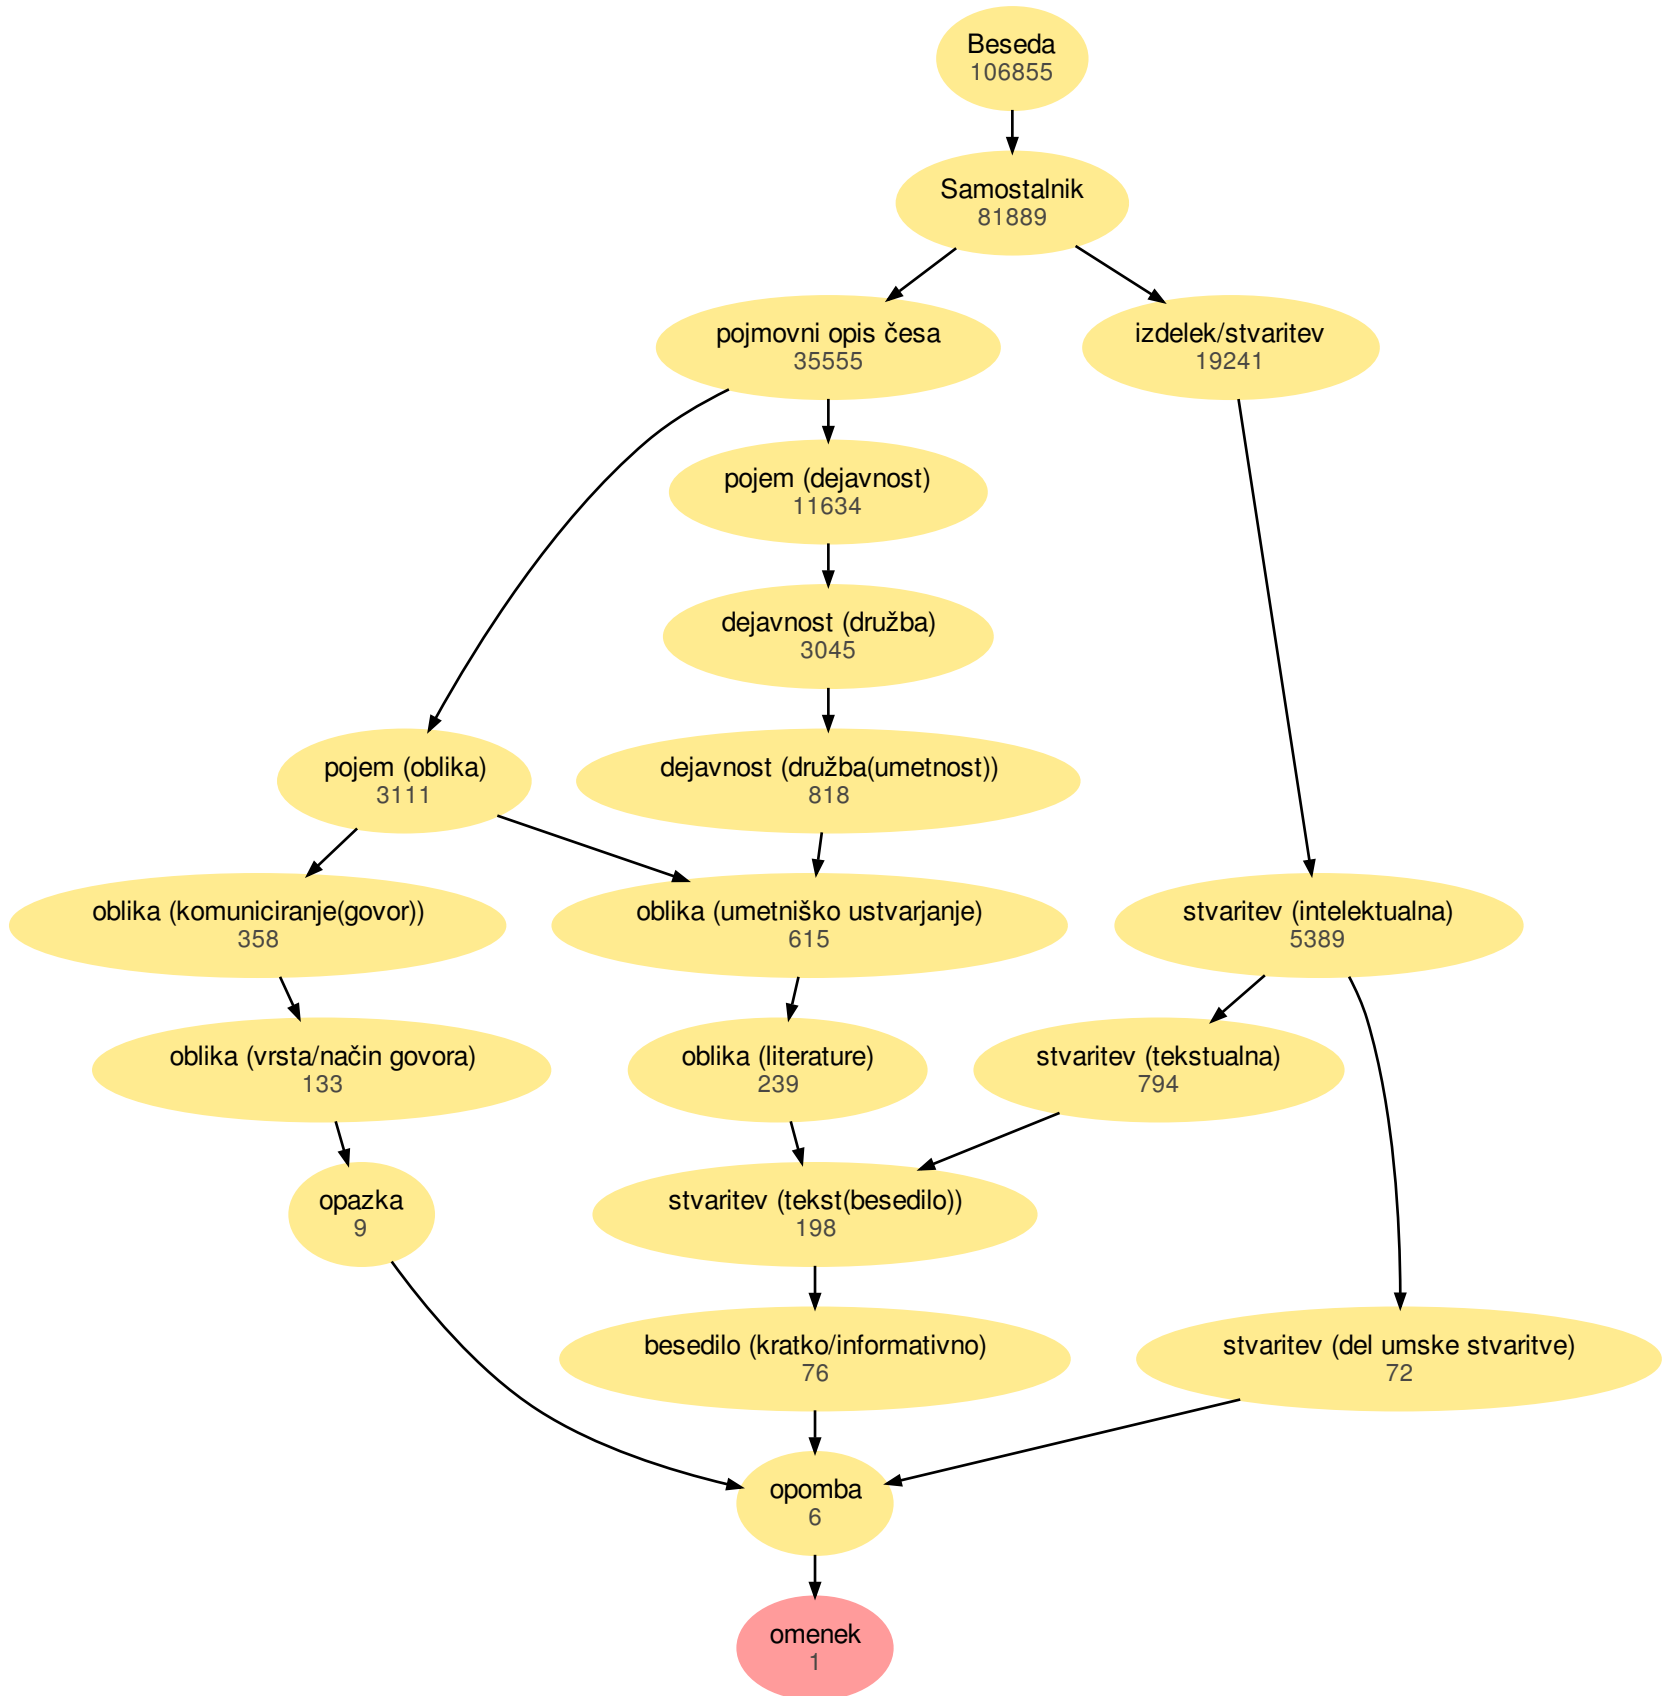 Beseda
106855
Samostalnik
81889
pojmovni opis česa
35555
izdelek/stvaritev
19241
pojem (dejavnost)
11634
dejavnost (družba)
3045
pojem (oblika)
3111
dejavnost (družba(umetnost))
818
oblika (komuniciranje(govor))
358
oblika (umetniško ustvarjanje)
615
stvaritev (intelektualna)
5389
oblika (vrsta/način govora)
133
oblika (literature)
239
stvaritev (tekstualna)
794
opazka
9
stvaritev (tekst(besedilo))
198
besedilo (kratko/informativno)
76
stvaritev (del umske stvaritve)
72
opomba
6
omenek
1